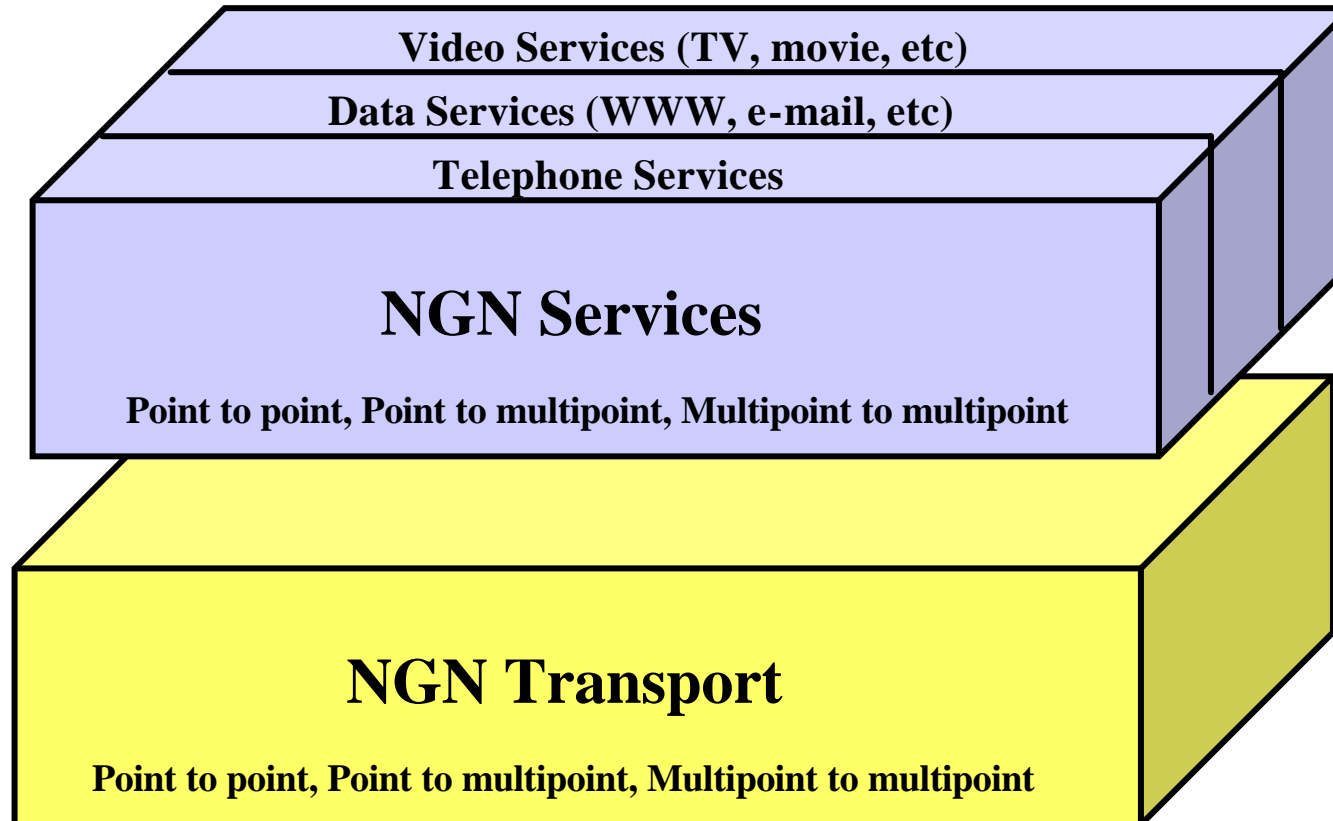 Video Services (TV, movie, etc)
Data Services (WWW, e-mail, etc)
Telephone Services
NGN Services
Point to point, Point to multipoint, Multipoint to multipoint
NGN Transport
Point to point, Point to multipoint, Multipoint to multipoint